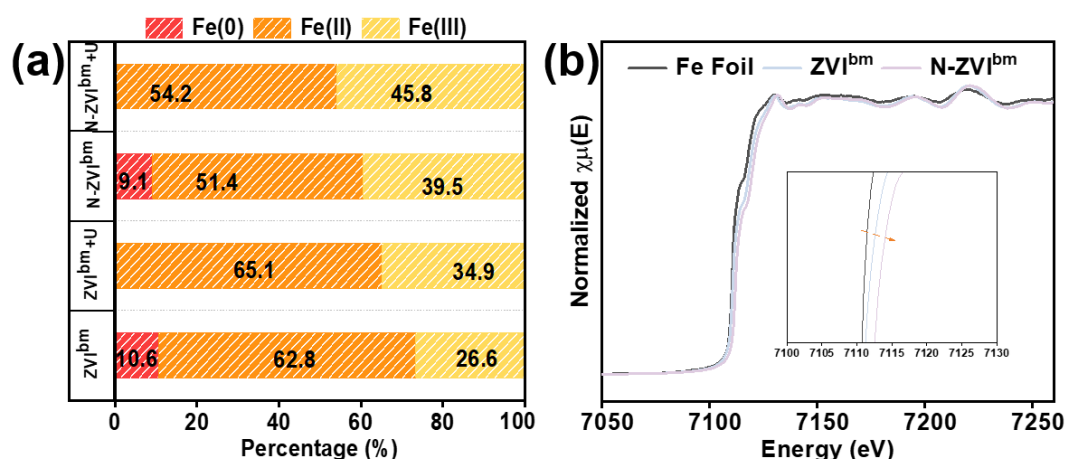 (a)
Fe(0) Fe(II) Fe(III)
N-ZVIbm+U
54.2 45.8
N-ZVIbm
9.1 51.4 39.5
ZVIbm+U
65.1 34.9
ZVIbm
10.6 62.8 26.6
0 20 40 60 80 100
Percentage (%)
(b)
Fe Foil ZVIbm N-ZVIbm
Normalized χμ(E)
7100 7105 7110 7115 7120 7125 7130
7050 7100 7150 7200 7250
Energy (eV)